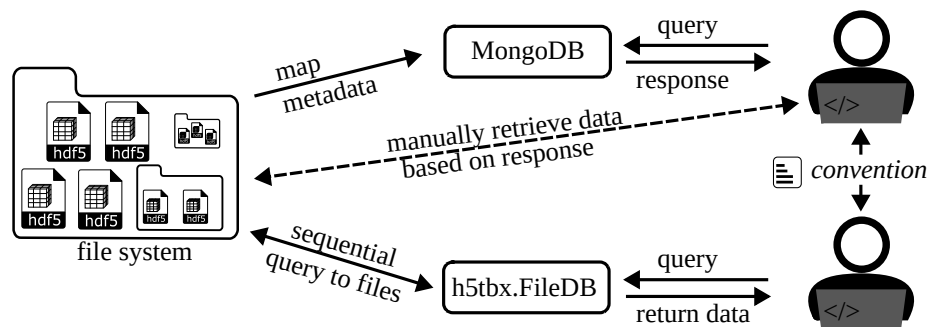 query
MongoDB
response
</>
map
metadata
hdf5
hdf5
manually retrieve data
based on response
convention
hdf5
hdf5
hdf5
hdf5
file system
sequential
query to files
h5tbx.FileDB
query
return data
</>